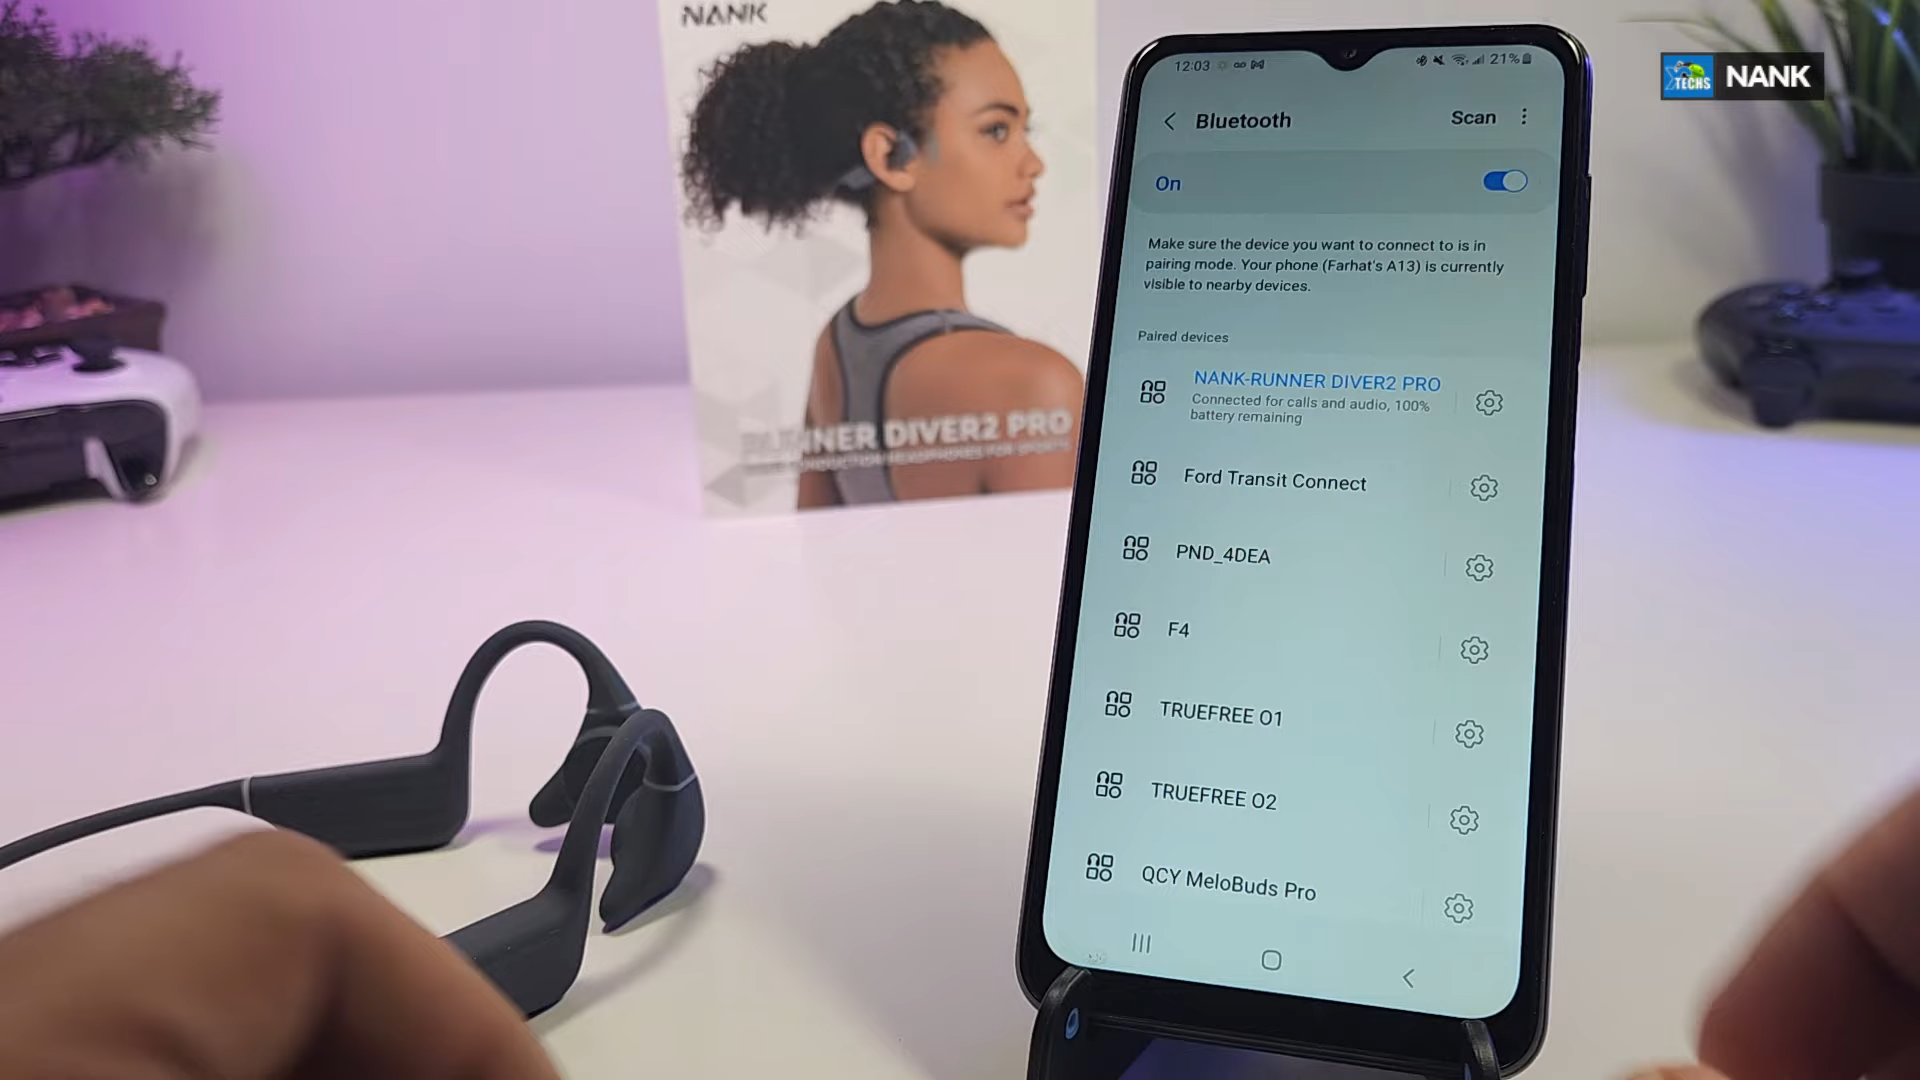 NANK
RUNNER DIVER2 PRO
TECHS
NANK
12:03
21%
Bluetooth
Scan
On
Make sure the device you want to connect to is in
pairing mode. Your phone (Farhat's A13) is currently
visible to nearby devices.
Paired devices
NANK-RUNNER DIVER2 PRO
Connected for calls and audio, 100%
battery remaining
Ford Transit Connect
PND_4DEA
F4
TRUEFREE O1
TRUEFREE O2
QCY MeloBuds Pro